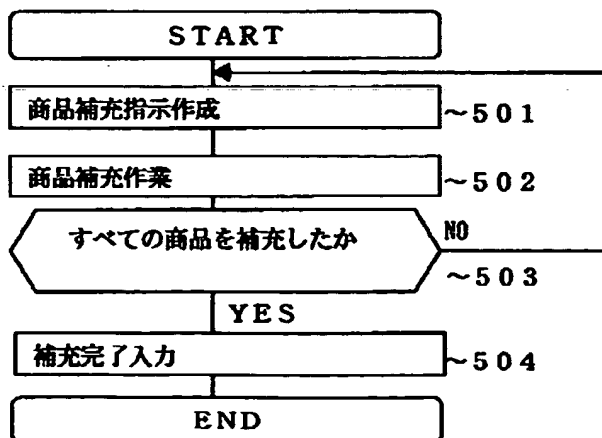 START
商品補充指示作成 ~501
商品補充作業 ~502
すべての商品を補充したか NO
~503
YES
補充完了入力 ~504
END